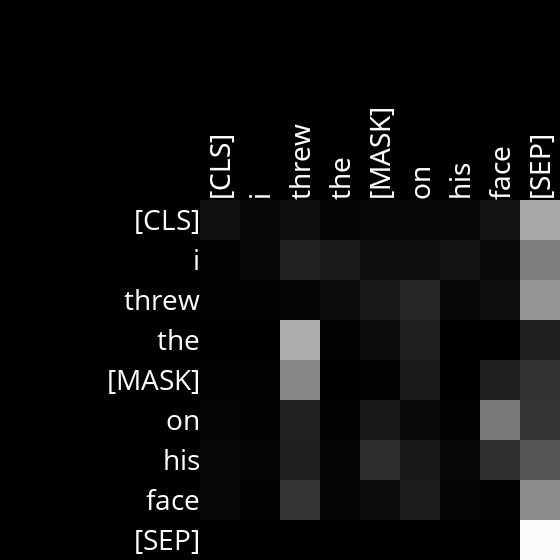 [CLS] i threw the [MASK] on his face [SEP]
[CLS]
i
threw
the
[MASK]
on
his
face
[SEP]